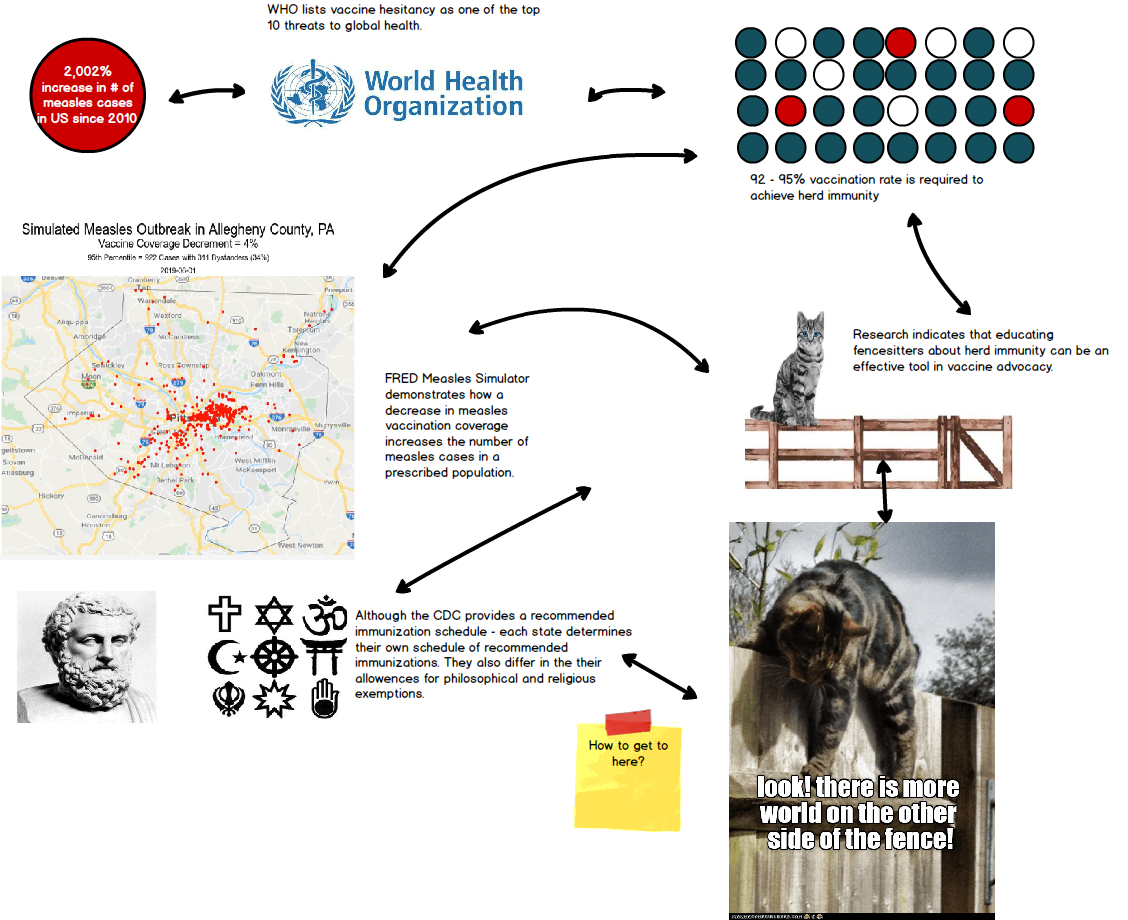 WHO lists vaccine hesitancy as one of the top
10 threats to global health.
2,002%
increase in # of
measles cases
in US since 2010
World Health
Organization
92 - 95% vaccination rate is required to
achieve herd immunity
Simulated Measles Outbreak in Allegheny County, PA
Vaccine Coverage Decrement = 4%
95th Percentile = 922 Cases with 311 Bystanders (34%)
2019-06-01
Cranberry
Warrendale
Wexford
Aliquippa
Ambridge
McCandless
Natrona
Heights
Tarentum
New
Kensington
Sewickley
Ross Township
Moon
Oakmont
Penn Hills
Imperial
Monroeville
Murrysville
Homestead
McDonald
Mt Lebanon
West Mifflin
McKeesport
Bethel Park
Irwin
Hickory
Canonsburg
Houston
West Newton
FRED Measles Simulator
demonstrates how a
decrease in measles
vaccination coverage
increases the number of
measles cases in a
prescribed population.
Research indicates that educating
fencesitters about herd immunity can be an
effective tool in vaccine advocacy.
Although the CDC provides a recommended
immunization schedule - each state determines
their own schedule of recommended
immunizations. They also differ in the their
allowences for philosophical and religious
exemptions.
How to get to
here?
look! there is more
world on the other
side of the fence!